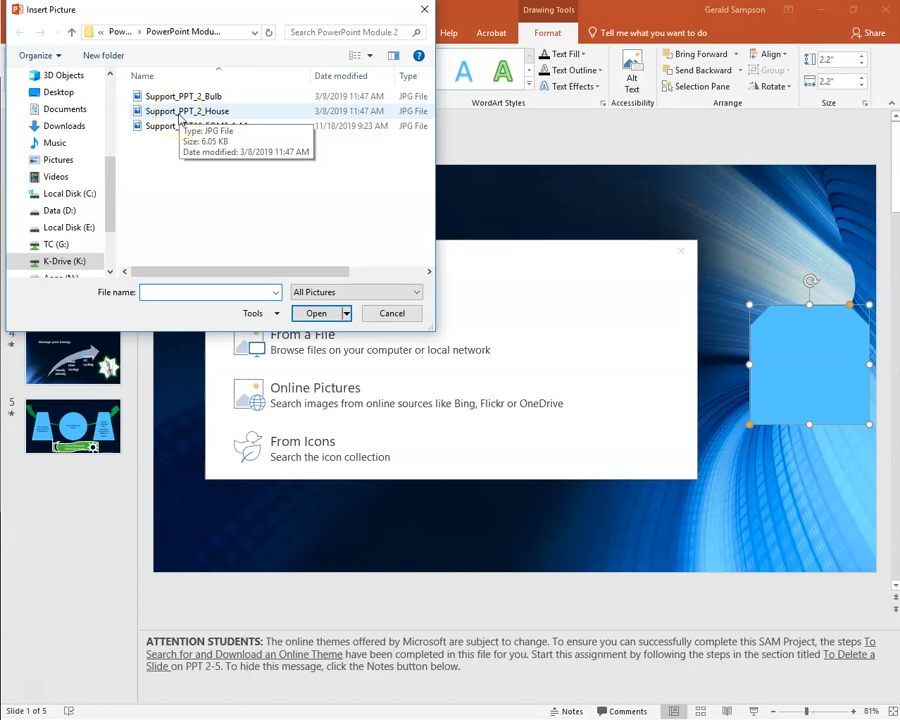 Insert Picture
Drawing Tools
Gerald Sampson
Pow...
PowerPoint Modu...
Search PowerPoint Module 2
Help
Acrobat
Format
Tell me what you want to do
Share
Organize
New folder
Text Fill
Text Outline
Text Effects
WordArt Styles
Alt
Text
Accessibility
Bring Forward
Send Backward
Selection Pane
Arrange
Align
Group
Rotate
2.2"
2.2"
Size
Name
Date modified
Type
3D Objects
Desktop
Documents
Downloads
Music
Pictures
Videos
Local Disk (C:)
Data (D:)
Local Disk (E:)
TC (G:)
K-Drive (K:)
Support_PPT_2_Bulb
3/8/2019 11:47 AM
JPG File
Support_PPT_2_House
3/8/2019 11:47 AM
JPG File
11/18/2019 9:23 AM
JPG File
Type: JPG File
Size: 6.05 KB
Date modified: 3/8/2019 11:47 AM
File name:
All Pictures
Tools
Open
Cancel
From a File
Browse files on your computer or local network
Online Pictures
Search images from online sources like Bing, Flickr or OneDrive
From Icons
Search the icon collection
4
5
ATTENTION STUDENTS: The online themes offered by Microsoft are subject to change. To ensure you can successfully complete this SAM Project, the steps To
Search for and Download an Online Theme have been completed in this file for you. Start this assignment by following the steps in the section titled To Delete a
Slide on PPT 2-5. To hide this message, click the Notes button below.
Slide 1 of 5
Notes
Comments
81%